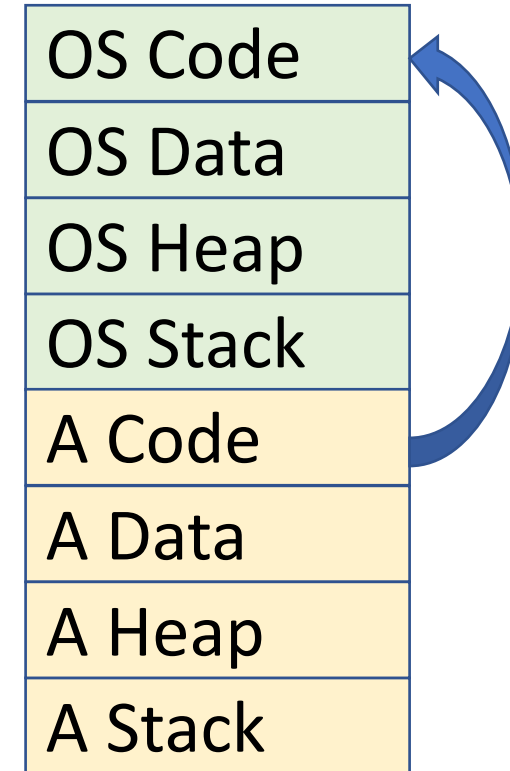 OS Code
OS Data
OS Heap
OS Stack
A Code
A Data
A Heap
A Stack